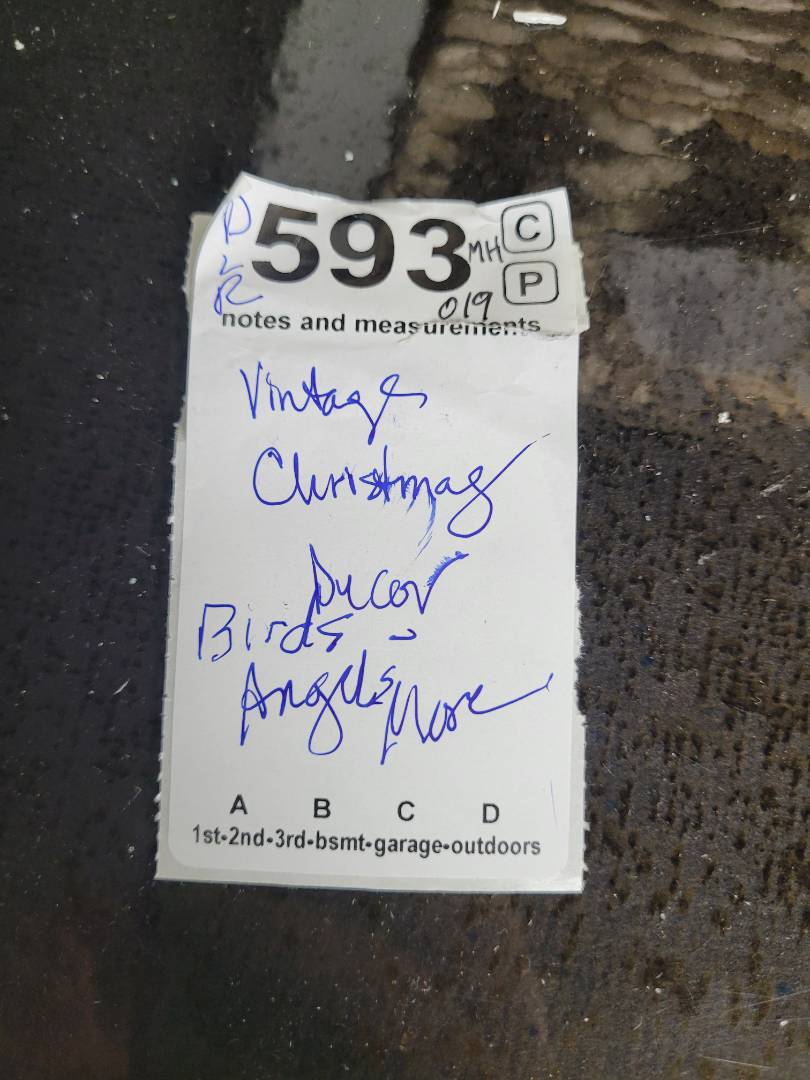 593 MH C
019 P
notes and measurements
Vintage
Christmas
Decor
Birds -
Angels More
A B C D
1st-2nd-3rd-bsmt-garage-outdoors